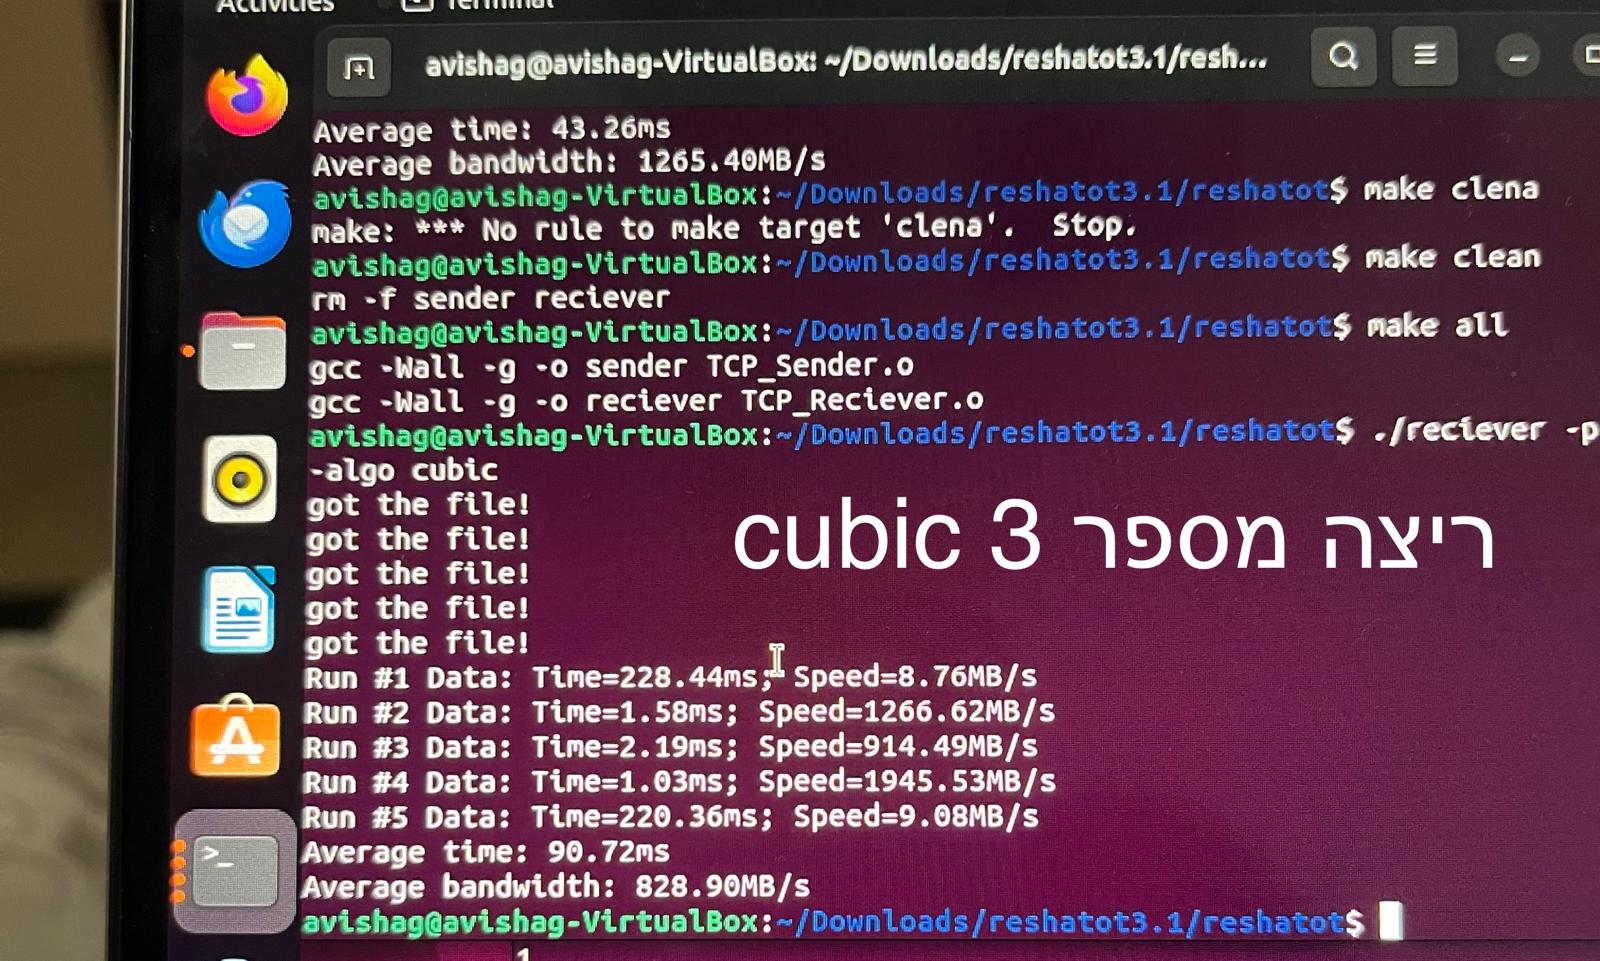 Activities Terminal
avishag@avishag-VirtualBox: ~/Downloads/reshatot3.1/resh...
Average time: 43.26ms
Average bandwidth: 1265.40MB/s
avishag@avishag-VirtualBox:~/Downloads/reshatot3.1/reshatot$ make clena
make: *** No rule to make target 'clena'.  Stop.
avishag@avishag-VirtualBox:~/Downloads/reshatot3.1/reshatot$ make clean
rm -f sender reciever
avishag@avishag-VirtualBox:~/Downloads/reshatot3.1/reshatot$ make all
gcc -Wall -g -o sender TCP_Sender.o
gcc -Wall -g -o reciever TCP_Reciever.o
avishag@avishag-VirtualBox:~/Downloads/reshatot3.1/reshatot$ ./reciever -p
-algo cubic
got the file!
got the file!
got the file!
got the file!
got the file!
ריצה מספר 3 cubic
Run #1 Data: Time=228.44ms; Speed=8.76MB/s
Run #2 Data: Time=1.58ms; Speed=1266.62MB/s
Run #3 Data: Time=2.19ms; Speed=914.49MB/s
Run #4 Data: Time=1.03ms; Speed=1945.53MB/s
Run #5 Data: Time=220.36ms; Speed=9.08MB/s
Average time: 90.72ms
Average bandwidth: 828.90MB/s
avishag@avishag-VirtualBox:~/Downloads/reshatot3.1/reshatot$